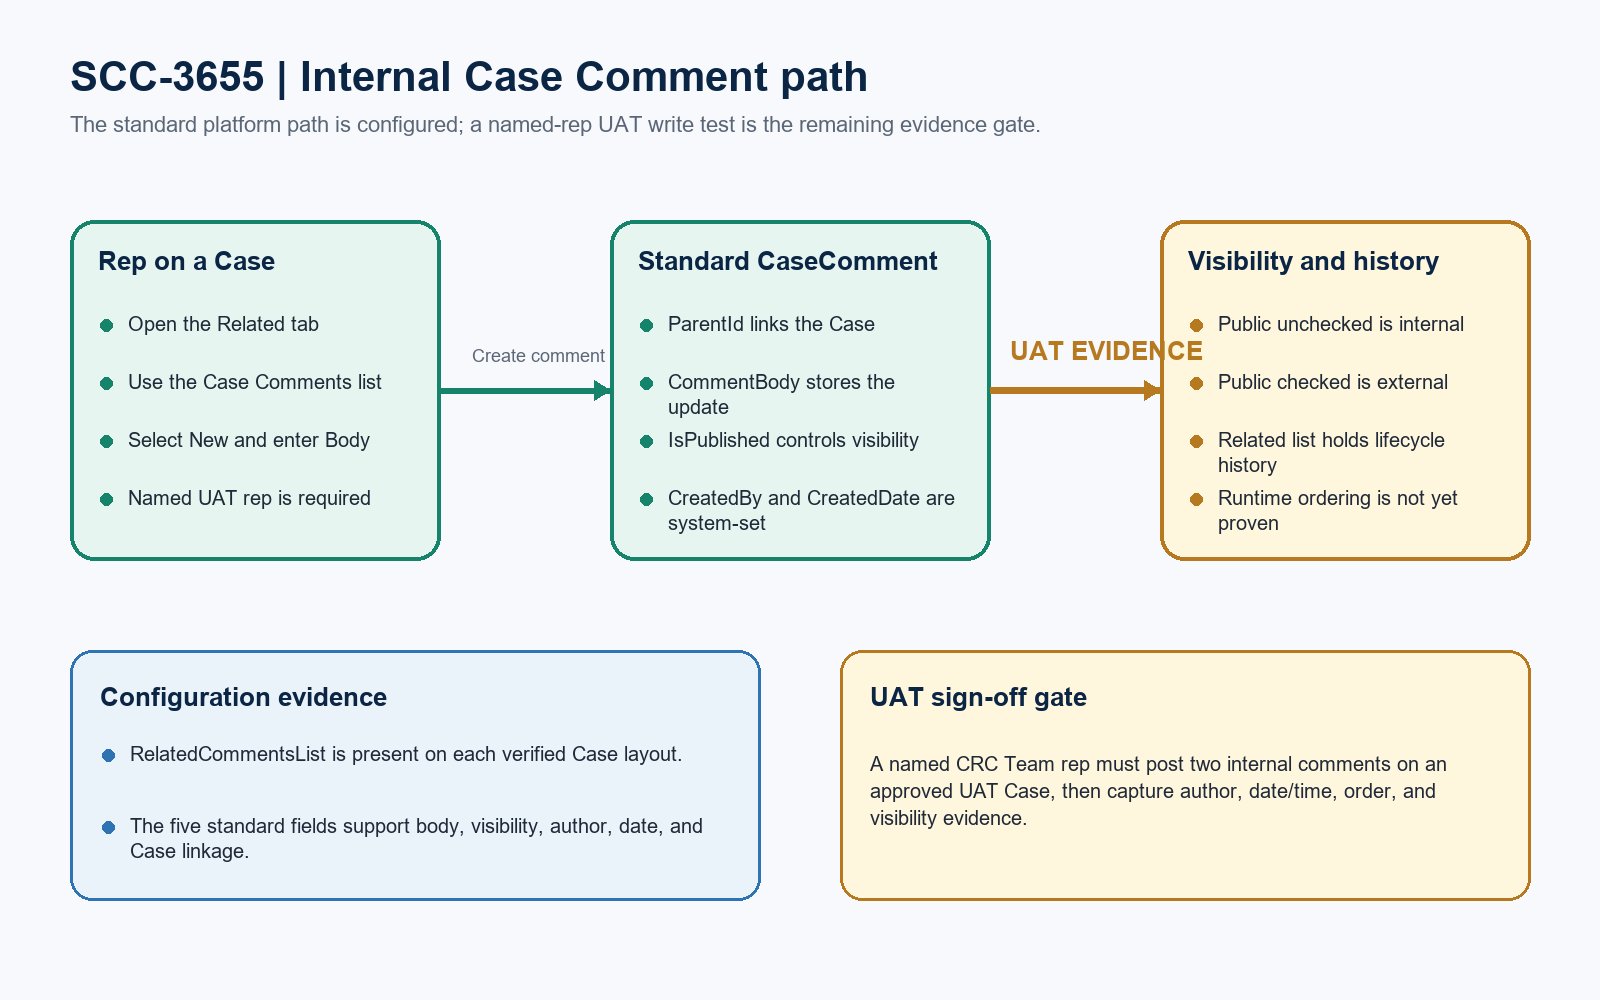 SCC-3655 | Internal Case Comment path
The standard platform path is configured; a named-rep UAT write test is the remaining evidence gate.
Rep on a Case
Open the Related tab
Use the Case Comments list
Select New and enter Body
Named UAT rep is required
Create comment
Standard CaseComment
ParentId links the Case
CommentBody stores the
update
IsPublished controls visibility
CreatedBy and CreatedDate are
system-set
UAT EVIDENCE
Visibility and history
Public unchecked is internal
Public checked is external
Related list holds lifecycle
history
Runtime ordering is not yet
proven
Configuration evidence
RelatedCommentsList is present on each verified Case layout.
The five standard fields support body, visibility, author, date, and
Case linkage.
UAT sign-off gate
A named CRC Team rep must post two internal comments on an
approved UAT Case, then capture author, date/time, order, and
visibility evidence.